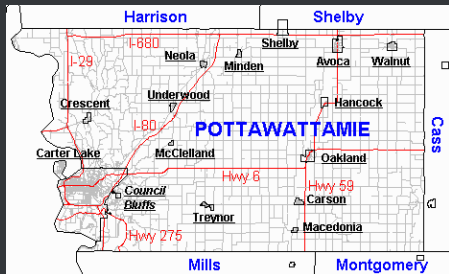 Harrison
Shelby
I-680
Shelby
I-29
Neola
Minden
Avoca
Walnut
Underwood
Crescent
Hancock
I-80
POTTAWATTAMIE
Cass
McClelland
Carter Lake
Oakland
Hwy 6
Council
Bluffs
Hwy 59
Treynor
Carson
Macedonia
Hwy 275
Mills
Montgomery